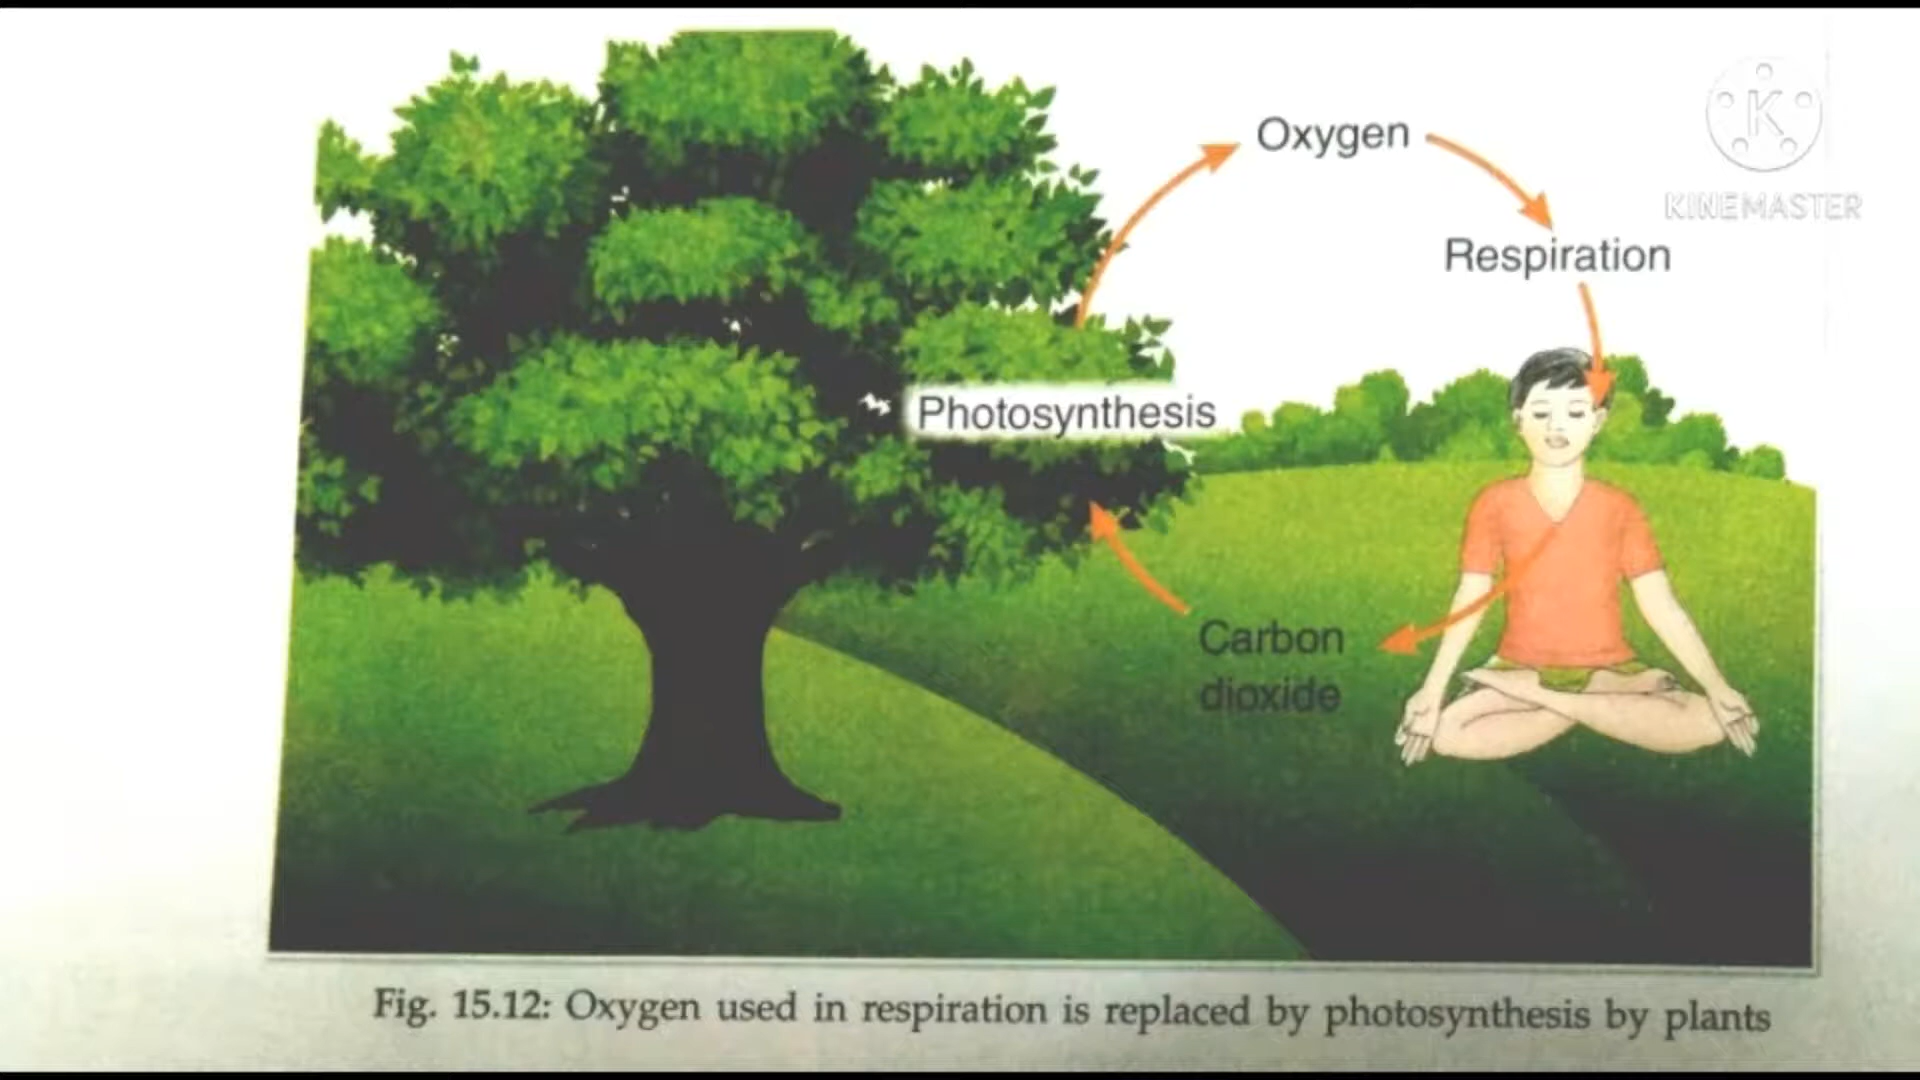 Oxygen
K
KINEMASTER
Respiration
Photosynthesis
Carbon
dioxide
Fig. 15.12: Oxygen used in respiration is replaced by photosynthesis by plants